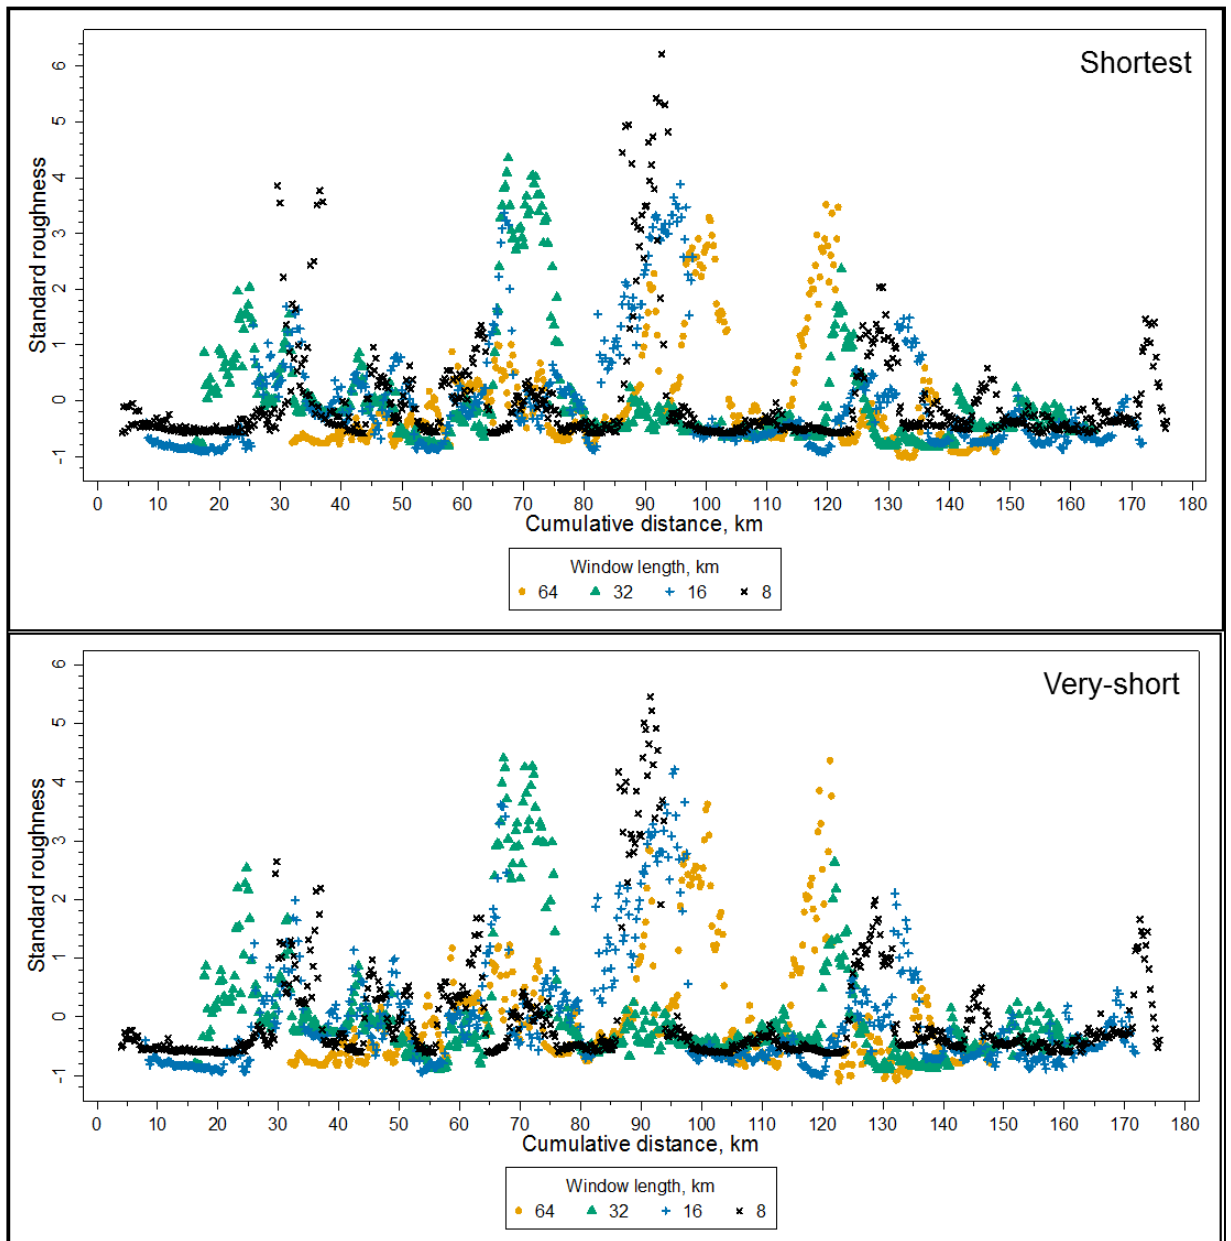 Shortest
Standard roughness
6
5
4
3
2
1
0
-1
0 10 20 30 40 50 60 70 80 90 100 110 120 130 140 150 160 170 180
Cumulative distance, km
Window length, km
64 32 16 8
Very-short
Standard roughness
6
5
4
3
2
1
0
-1
0 10 20 30 40 50 60 70 80 90 100 110 120 130 140 150 160 170 180
Cumulative distance, km
Window length, km
64 32 16 8